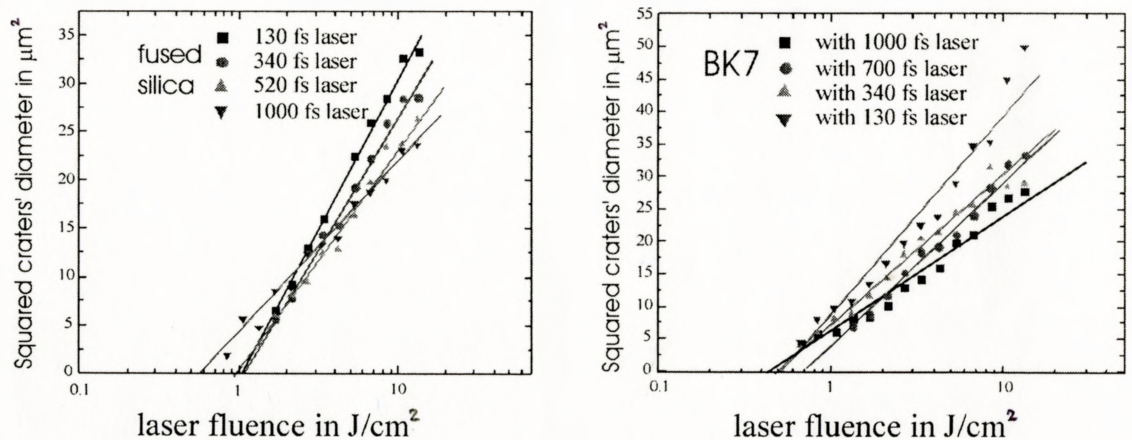 Squared craters' diameter in μm²
35
30
25
20
15
10
5
0
fused
silica
130 fs laser
340 fs laser
520 fs laser
1000 fs laser
0.1
1
10
laser fluence in J/cm²
Squared craters' diameter in μm²
55
50
45
40
35
30
25
20
15
10
5
0
BK7
with 1000 fs laser
with 700 fs laser
with 340 fs laser
with 130 fs laser
0.1
1
10
laser fluence in J/cm²